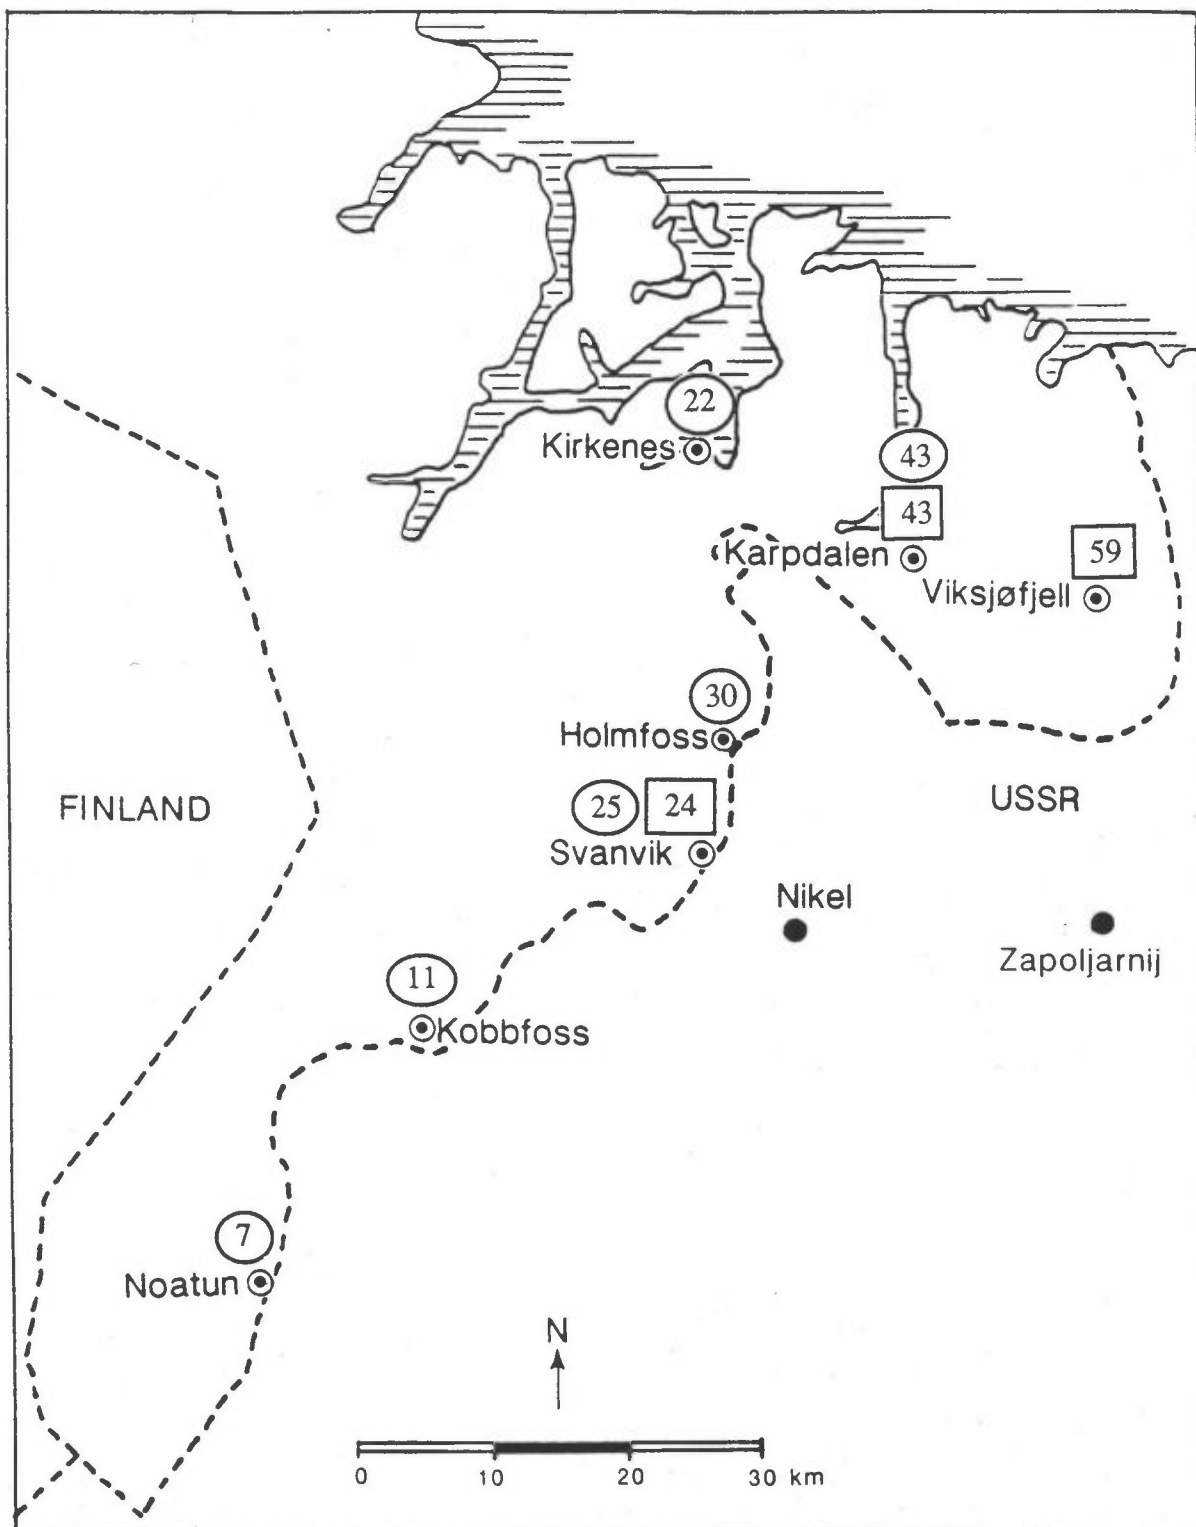 22
Kirkenes
43
43
Karpdalen
59
Viksjøfjell
30
Holmfoss
FINLAND
25
24
USSR
Svanvik
Nikel
Zapoljarnij
11
Kobbfoss
7
Noatun
N
0 10 20 30 km